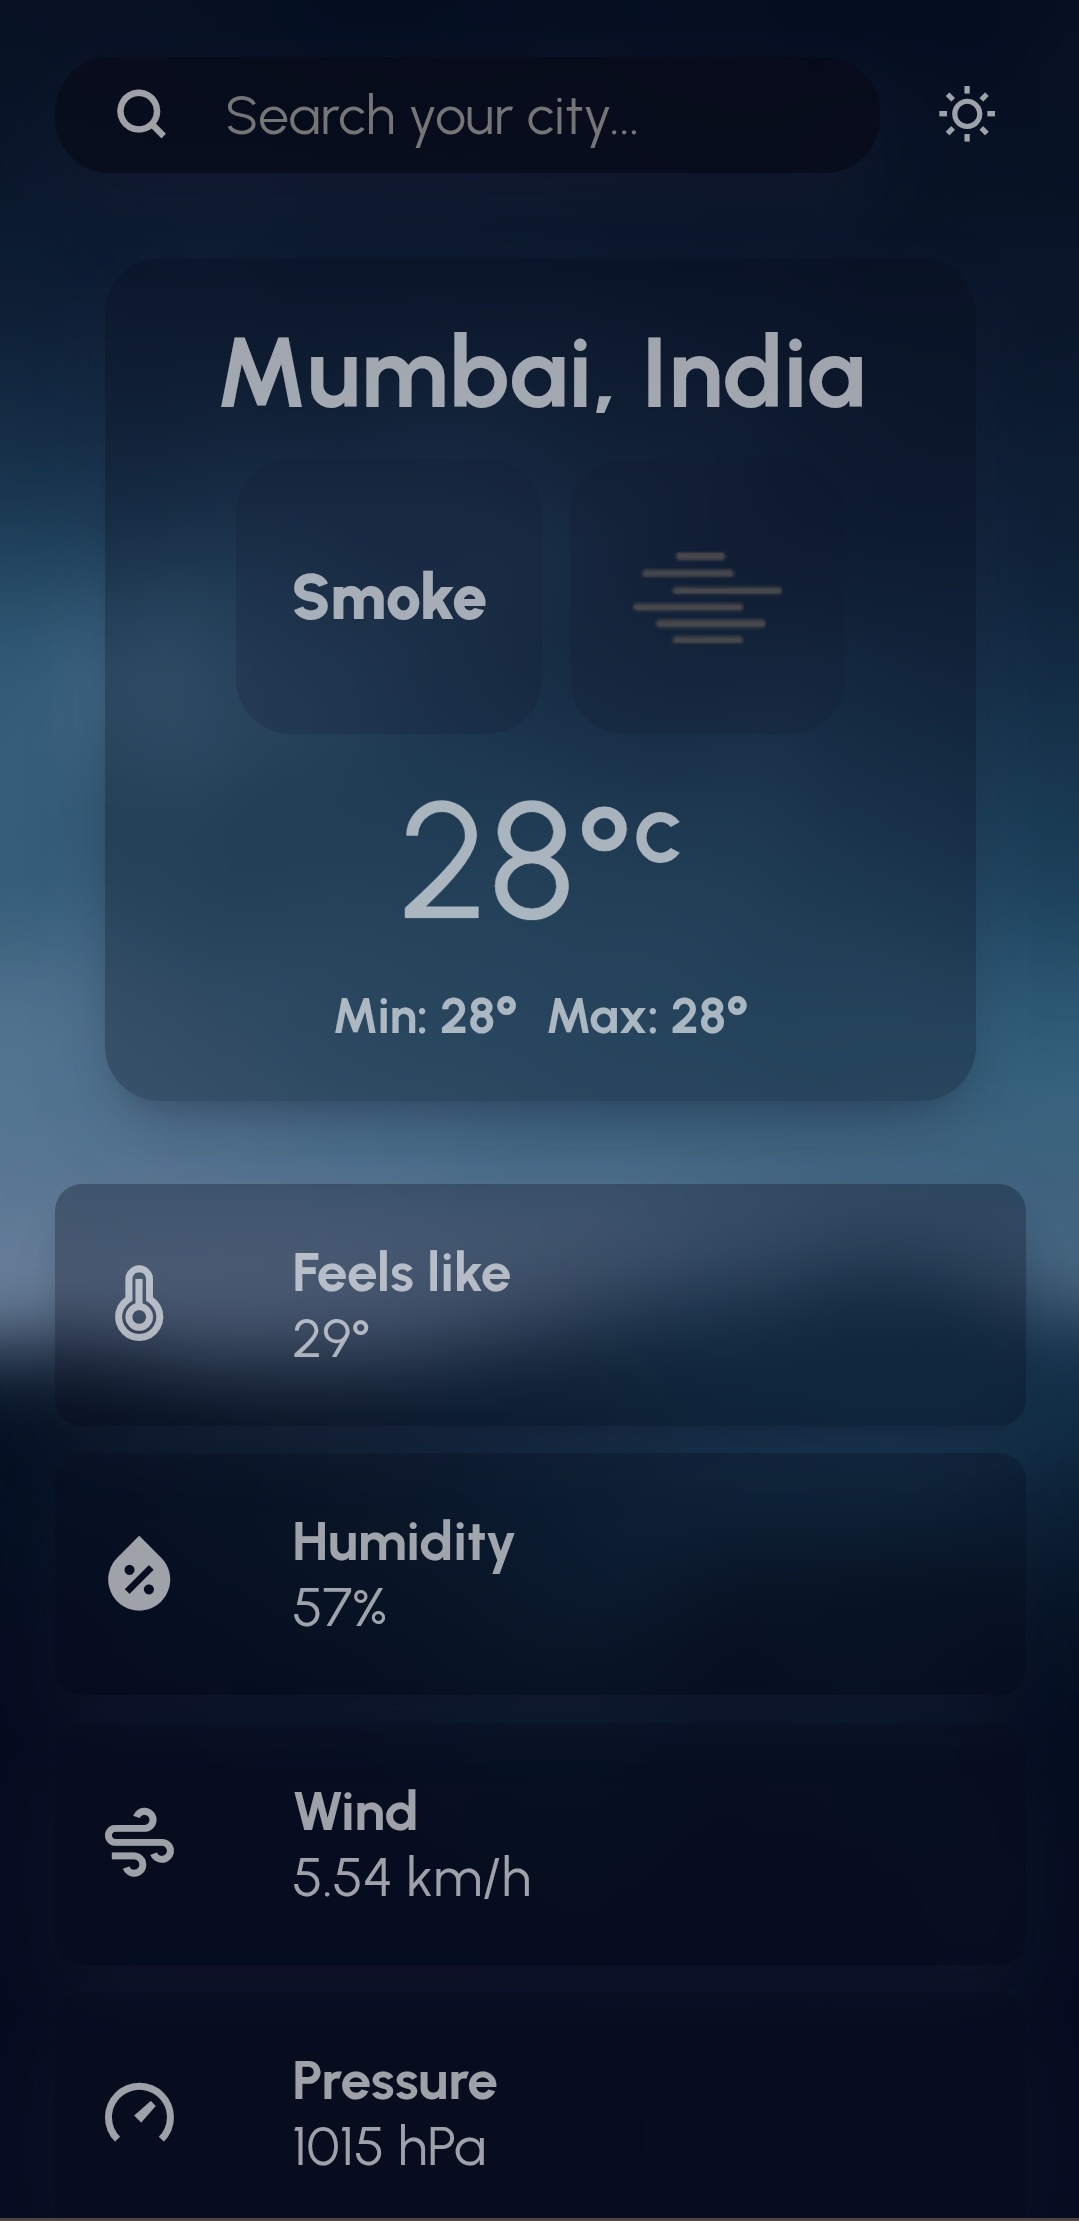 Search your city...
Mumbai, India
Smoke
28°C
Min: 28° Max: 28°
Feels like
29°
Humidity
57%
Wind
5.54 km/h
Pressure
1015 hPa